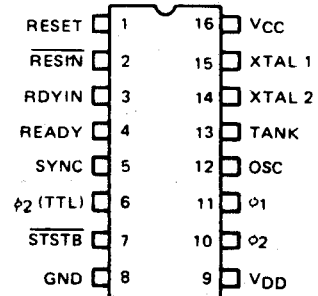 RESET 1 16 VCC
RESIN 2 15 XTAL 1
RDYIN 3 14 XTAL 2
READY 4 13 TANK
SYNC 5 12 OSC
ϕ2 (TTL) 6 11 ϕ1
STSTB 7 10 ϕ2
GND 8 9 VDD